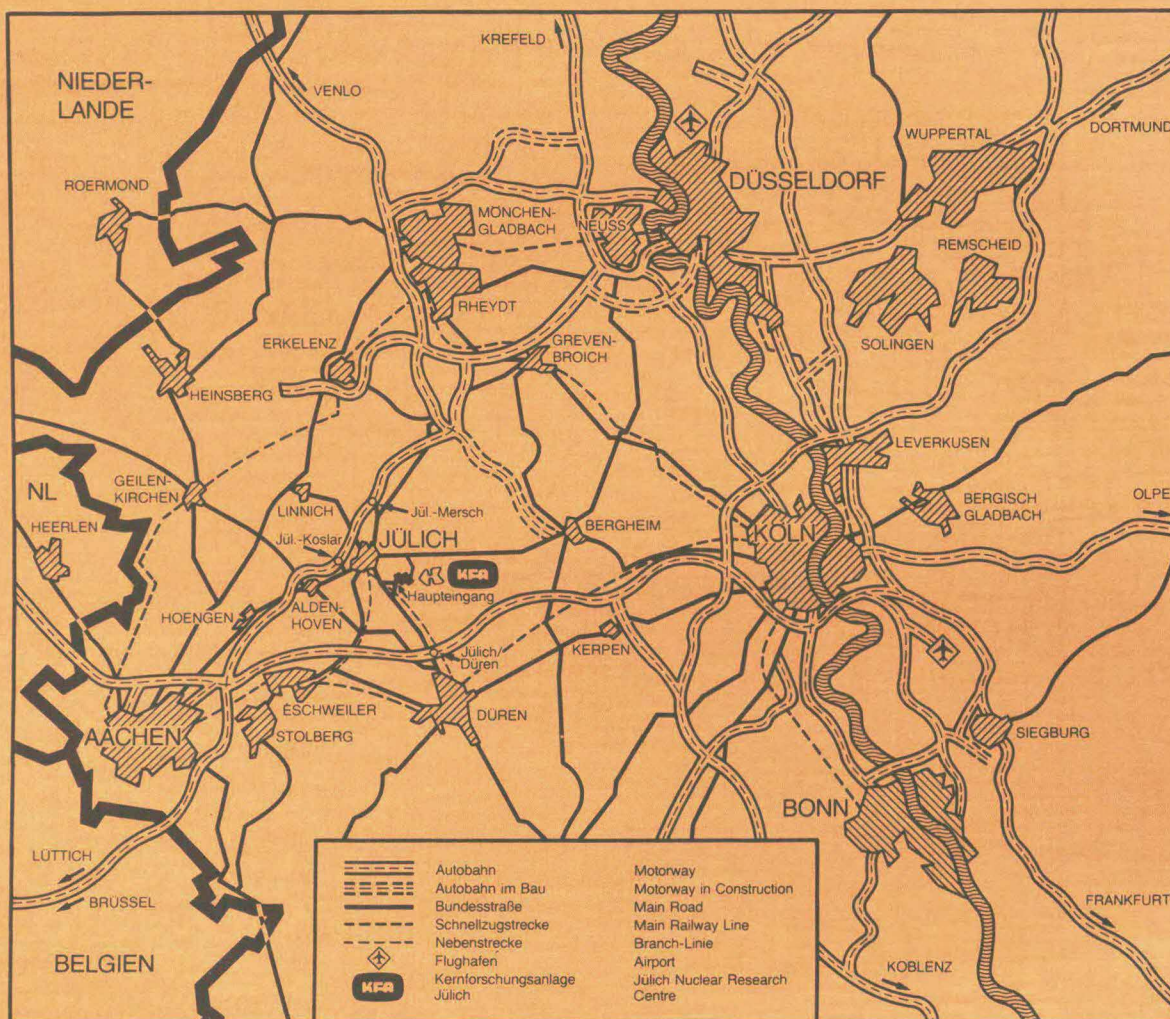 KREFELD
NIEDER-
LANDE
VENLO
WUPPERTAL
DORTMUND
ROERMOND
DÜSSELDORF
MÖNCHEN-
GLADBACH
NEUSS
REMSCHEID
RHEYDT
ERKELENZ
GREVEN-
BROICH
SOLINGEN
HEINSBERG
LEVERKUSEN
GEILEN-
KIRCHEN
NL
LINNICH
Jül.-Mersch
BERGISCH
GLADBACH
OLPE
HEERLEN
Jül.-Koslar
JÜLICH
BERGHEIM
KÖLN
KFA
Haupteingang
HOENGEN
ALDEN-
HOVEN
Jülich/
Düren
KERPEN
ESCHWEILER
DÜREN
AACHEN
STOLBERG
SIEGBURG
BONN
LÜTTICH
BRÜSSEL
FRANKFURT
BELGIEN
KOBLENZ
Autobahn Motorway
Autobahn im Bau Motorway in Construction
Bundesstraße Main Road
Schnellzugstrecke Main Railway Line
Nebenstrecke Branch-Linie
Flughafen Airport
KFA Kernforschungsanlage Jülich Nuclear Research
Jülich Centre